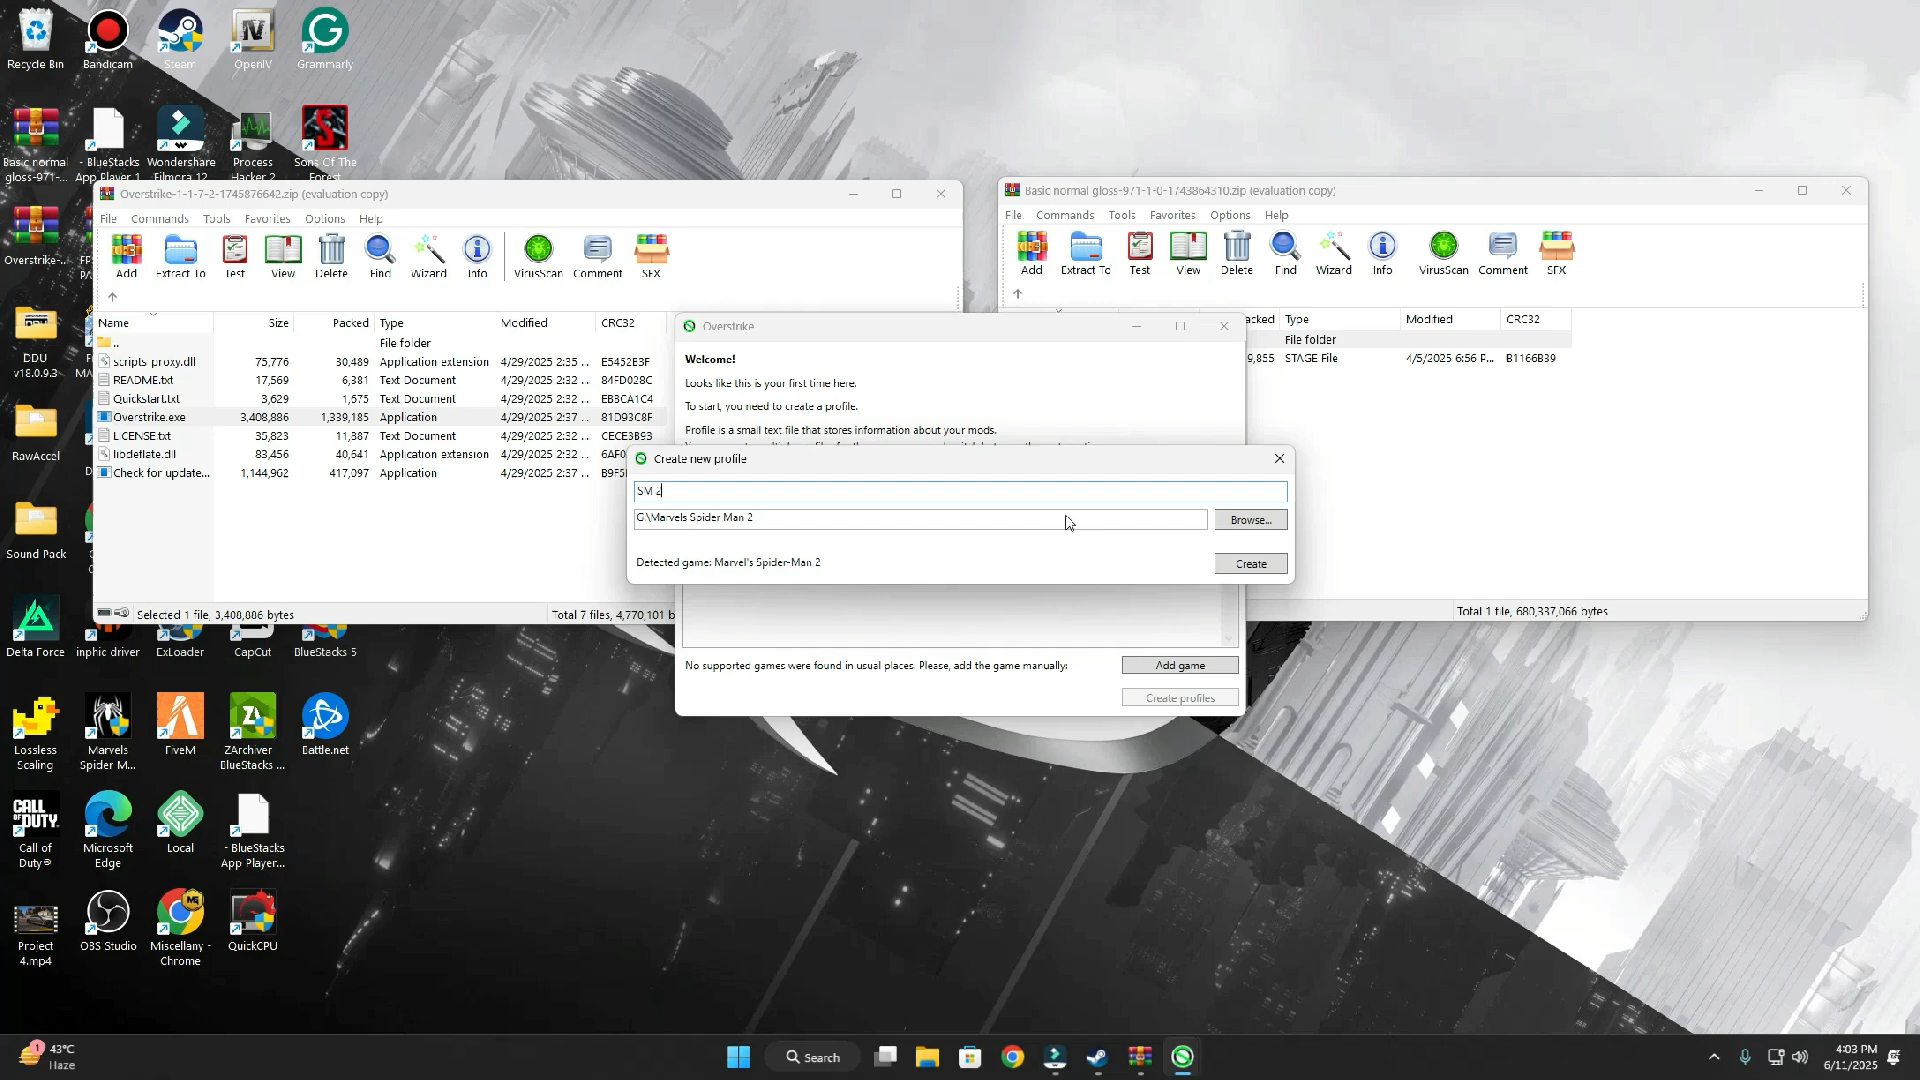 Recycle Bin
Bandicam
Steam
OpenIV
Grammarly
Basic normal gloss-971-...
- BlueStacks App Player 1
Wondershare Filmora 12
Process Hacker 2
Sons Of The Forest
Overstrike-...
DDU v18.0.9.3
RawAccel
Sound Pack
Delta Force
inphic driver
ExLoader
CapCut
BlueStacks 5
Lossless Scaling
Marvels Spider M...
FiveM
ZArchiver BlueStacks ...
Battle.net
CALL OF DUTY
Call of Duty®
Microsoft Edge
Local
- BlueStacks App Player...
Project 4.mp4
OBS Studio
Miscellany - Chrome
QuickCPU
Overstrike-1-1-7-2-1745876642.zip (evaluation copy)
File Commands Tools Favorites Options Help
Add Extract To Test View Delete Find Wizard Info VirusScan Comment SFX
Name Size Packed Type Modified CRC32
.. File folder
scripts_proxy.dll 75,776 30,489 Application extension 4/29/2025 2:35 ... E5452E3F
README.txt 17,569 6,381 Text Document 4/29/2025 2:32 ... 84FD028C
Quickstart.txt 3,629 1,675 Text Document 4/29/2025 2:32 ... EBBCA1C4
Overstrike.exe 3,408,886 1,339,185 Application 4/29/2025 2:37 ... 81D93C8F
LICENSE.txt 35,823 11,887 Text Document 4/29/2025 2:32 ... CECE3B93
libdeflate.dll 83,456 40,641 Application extension 4/29/2025 2:32 ...
Check for update... 1,144,962 417,097 Application 4/29/2025 2:37 ...
Selected 1 file, 3,408,886 bytes
Total 7 files, 4,770,101 b
Basic normal gloss-971-1-0-1743864310.zip (evaluation copy)
File Commands Tools Favorites Options Help
Add Extract To Test View Delete Find Wizard Info VirusScan Comment SFX
acked Type Modified CRC32
File folder
9,855 STAGE File 4/5/2025 6:56 P... B1166B39
Total 1 file, 680,337,066 bytes
Overstrike
Welcome!
Looks like this is your first time here.
To start, you need to create a profile.
Profile is a small text file that stores information about your mods.
Create new profile
SM 2
G:\Marvels Spider Man 2
Browse...
Detected game: Marvel's Spider-Man 2
Create
No supported games were found in usual places. Please, add the game manually:
Add game
Create profiles
1
43°C
Haze
Search
4:03 PM
6/11/2025